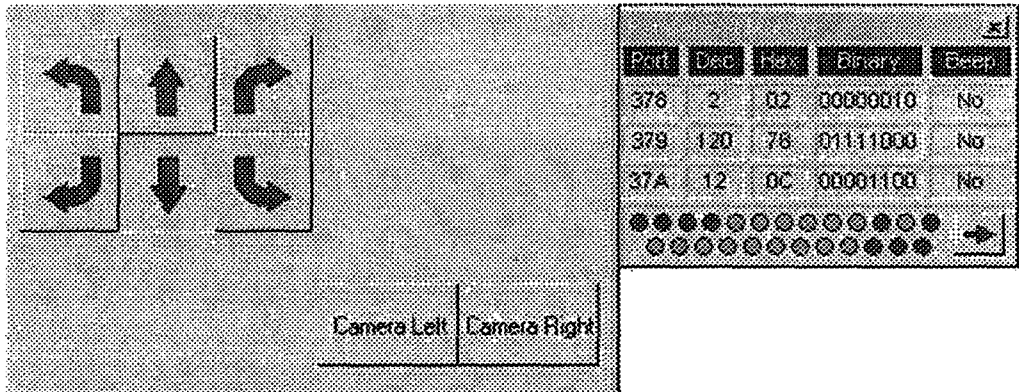 x
Port Dec Hex Binary Beep
378 2 02 00000010 No
379 120 78 01111000 No
37A 12 0C 00001100 No
Camera Left Camera Right